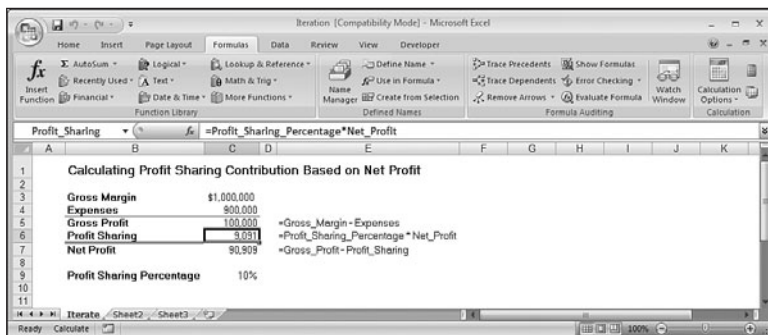 Iteration [Compatibility Mode] - Microsoft Excel
Home Insert Page Layout Formulas Data Review View Developer
Insert Function
Σ AutoSum
Recently Used
Financial
Logical
Text
Date & Time
Lookup & Reference
Math & Trig
More Functions
Function Library
Name Manager
Define Name
Use in Formula
Create from Selection
Defined Names
Trace Precedents
Trace Dependents
Remove Arrows
Show Formulas
Error Checking
Evaluate Formula
Formula Auditing
Watch Window
Calculation Options
Calculation
Profit_Sharing fx =Profit_Sharing_Percentage*Net_Profit
A B C D E F G H I J K
1 Calculating Profit Sharing Contribution Based on Net Profit
2
3 Gross Margin $1,000,000
4 Expenses 900,000
5 Gross Profit 100,000 =Gross_Margin-Expenses
6 Profit Sharing 9,091 =Profit_Sharing_Percentage*Net_Profit
7 Net Profit 90,909 =Gross_Profit-Profit_Sharing
8
9 Profit Sharing Percentage 10%
10
11
Iterate Sheet2 Sheet3
Ready Calculate 100%